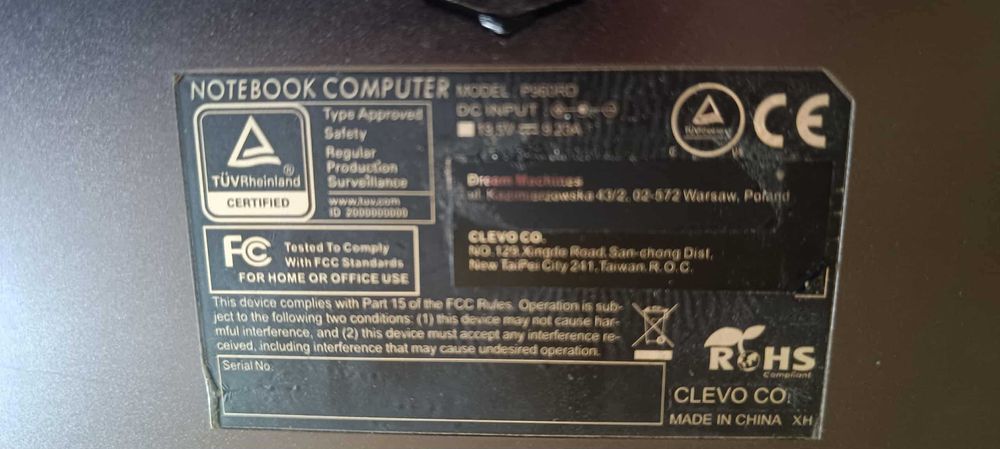 NOTEBOOK COMPUTER
MODEL
DC INPUT
19.5V 9.23A
TÜVRheinland
CERTIFIED
Type Approved
Safety
Regular
Production
Surveillance
www.tuv.com
ID 2000000000
CE
Dream Machines
ul. 43/2, 02-572 Warsaw, Poland
CLEVO CO.
NO. 129, Xingde Road, San-chong Dist,
New TaiPei City 241, Taiwan. R. O. C.
FC
Tested To Comply
With FCC Standards
FOR HOME OR OFFICE USE
This device complies with Part 15 of the FCC Rules. Operation is sub-
ject to the following two conditions: (1) this device may not cause har-
mful interference, and (2) this device must accept any interference re-
ceived, including interference that may cause undesired operation.
Serial No.
ROHS
Compliant
CLEVO CO.
MADE IN CHINA XH